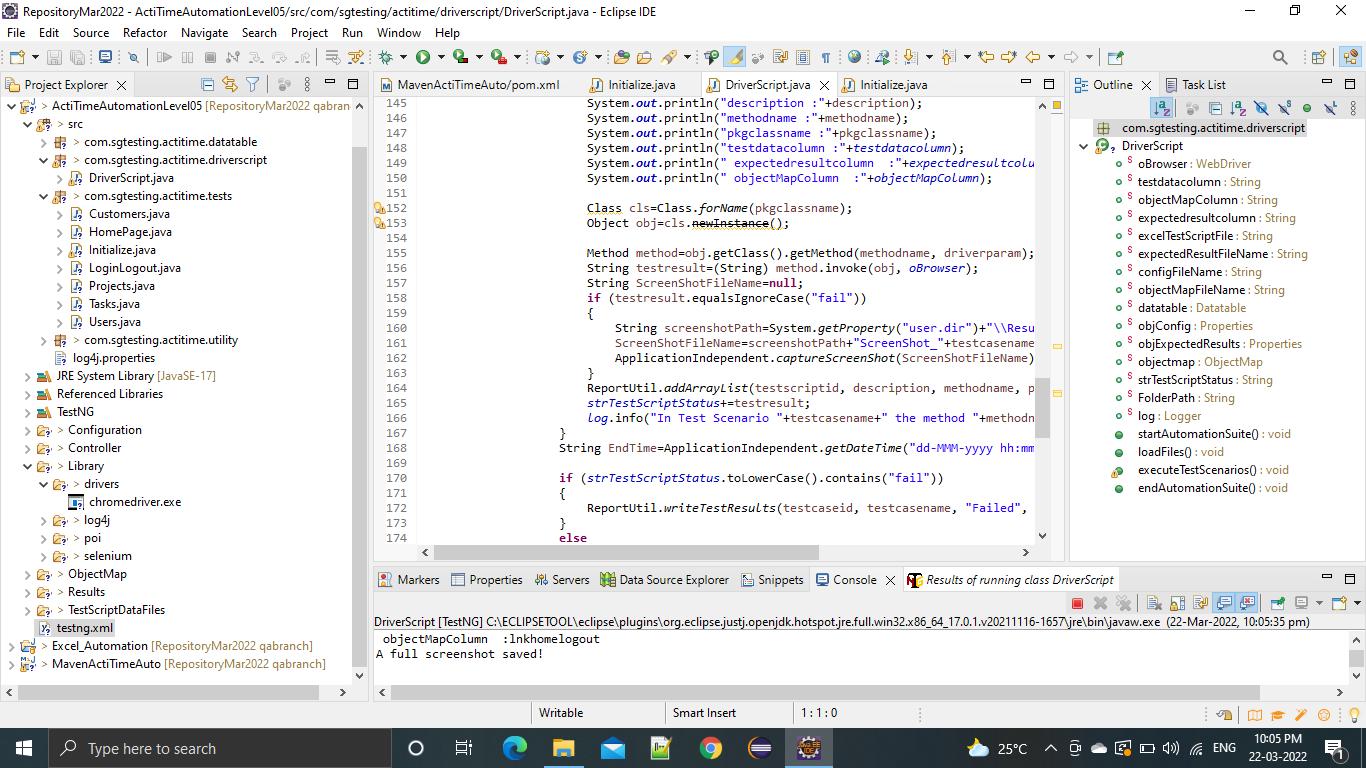 RepositoryMar2022 - ActiTimeAutomationLevel05/src/com/sgtesting/actitime/driverscript/DriverScript.java - Eclipse IDE
File Edit Source Refactor Navigate Search Project Run Window Help
Project Explorer
ActiTimeAutomationLevel05 [RepositoryMar2022 qabran
> src
> com.sgtesting.actitime.datatable
> com.sgtesting.actitime.driverscript
DriverScript.java
> com.sgtesting.actitime.tests
Customers.java
HomePage.java
Initialize.java
LoginLogout.java
Projects.java
Tasks.java
Users.java
> com.sgtesting.actitime.utility
log4j.properties
JRE System Library [JavaSE-17]
Referenced Libraries
TestNG
> Configuration
> Controller
> Library
> drivers
chromedriver.exe
> log4j
> poi
> selenium
> ObjectMap
> Results
> TestScriptDataFiles
testng.xml
> Excel_Automation [RepositoryMar2022 qabranch]
> MavenActiTimeAuto [RepositoryMar2022 qabranch]
MavenActiTimeAuto/pom.xml Initialize.java DriverScript.java Initialize.java
145 System.out.println("description :"+description);
146 System.out.println("methodname :"+methodname);
147 System.out.println("pkgclassname :"+pkgclassname);
148 System.out.println("testdatacolumn :"+testdatacolumn);
149 System.out.println(" expectedresultcolumn  :"+expectedresultcolu
150 System.out.println(" objectMapColumn  :"+objectMapColumn);
151
152 Class cls=Class.forName(pkgclassname);
153 Object obj=cls.newInstance();
154
155 Method method=obj.getClass().getMethod(methodname, driverparam);
156 String testresult=(String) method.invoke(obj, oBrowser);
157 String ScreenShotFileName=null;
158 if (testresult.equalsIgnoreCase("fail"))
159 {
160 String screenshotPath=System.getProperty("user.dir")+"\\Resu
161 ScreenShotFileName=screenshotPath+"ScreenShot_"+testcasename
162 ApplicationIndependent.captureScreenShot(ScreenShotFileName)
163 }
164 ReportUtil.addArrayList(testscriptid, description, methodname, p
165 strTestScriptStatus+=testresult;
166 log.info("In Test Scenario "+testcasename+" the method "+methodn
167 }
168 String EndTime=ApplicationIndependent.getDateTime("dd-MMM-yyyy hh:mm
169
170 if (strTestScriptStatus.toLowerCase().contains("fail"))
171 {
172 ReportUtil.writeTestResults(testcaseid, testcasename, "Failed",
173 }
174 else
Outline Task List
com.sgtesting.actitime.driverscript
DriverScript
oBrowser : WebDriver
testdatacolumn : String
objectMapColumn : String
expectedresultcolumn : String
excelTestScriptFile : String
expectedResultFileName : String
configFileName : String
objectMapFileName : String
datatable : Datatable
objConfig : Properties
objExpectedResults : Properties
objectmap : ObjectMap
strTestScriptStatus : String
FolderPath : String
log : Logger
startAutomationSuite() : void
loadFiles() : void
executeTestScenarios() : void
endAutomationSuite() : void
Markers Properties Servers Data Source Explorer Snippets Console Results of running class DriverScript
DriverScript [TestNG] C:\ECLIPSETOOL\eclipse\plugins\org.eclipse.justj.openjdk.hotspot.jre.full.win32.x86_64_17.0.1.v20211116-1657\jre\bin\javaw.exe (22-Mar-2022, 10:05:35 pm)
objectMapColumn  :lnkhomelogout
A full screenshot saved!
Writable Smart Insert 1 : 1 : 0
Type here to search
25°C
ENG
10:05 PM
22-03-2022
1